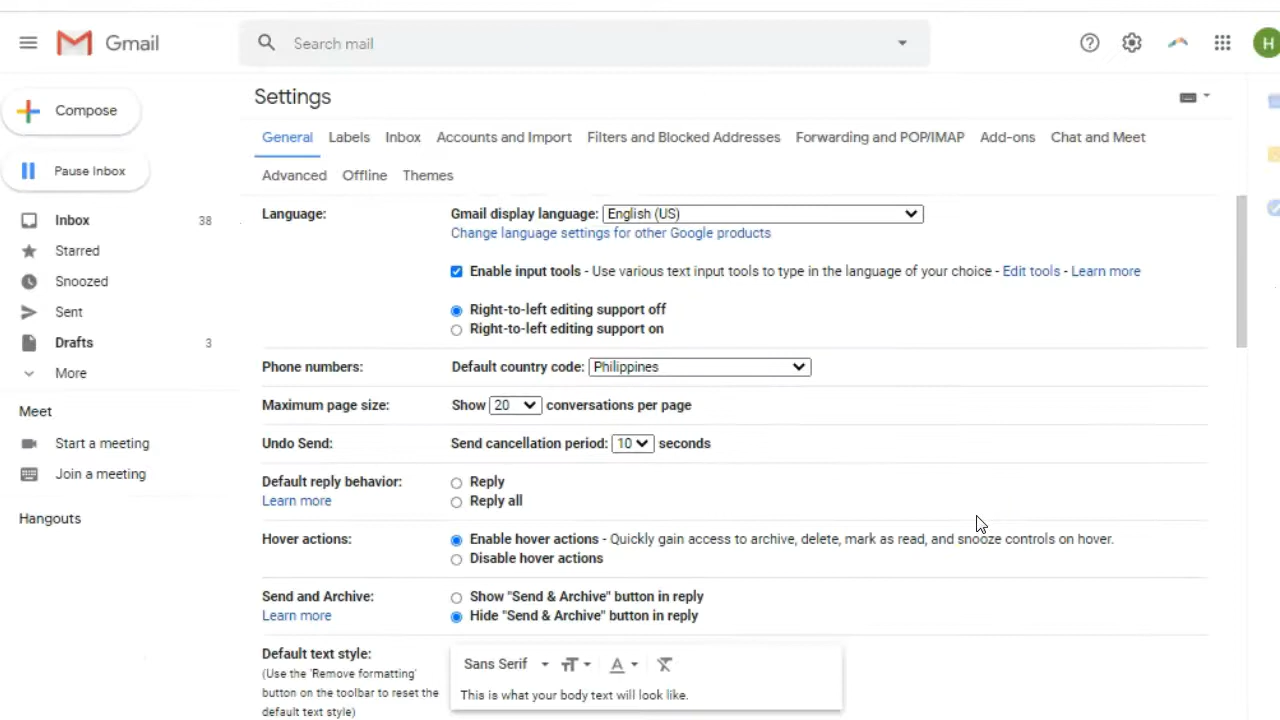 Gmail
Search mail
H
Compose
Pause Inbox
Inbox 38
Starred
Snoozed
Sent
Drafts 3
More
Meet
Start a meeting
Join a meeting
Hangouts
Settings
General Labels Inbox Accounts and Import Filters and Blocked Addresses Forwarding and POP/IMAP Add-ons Chat and Meet
Advanced Offline Themes
Language: Gmail display language: English (US)
Change language settings for other Google products
Enable input tools - Use various text input tools to type in the language of your choice - Edit tools - Learn more
Right-to-left editing support off
Right-to-left editing support on
Phone numbers: Default country code: Philippines
Maximum page size: Show 20 conversations per page
Undo Send: Send cancellation period: 10 seconds
Default reply behavior: Reply
Learn more Reply all
Hover actions: Enable hover actions - Quickly gain access to archive, delete, mark as read, and snooze controls on hover.
Disable hover actions
Send and Archive: Show "Send & Archive" button in reply
Learn more Hide "Send & Archive" button in reply
Default text style: Sans Serif
(Use the 'Remove formatting'
button on the toolbar to reset the
default text style)
This is what your body text will look like.